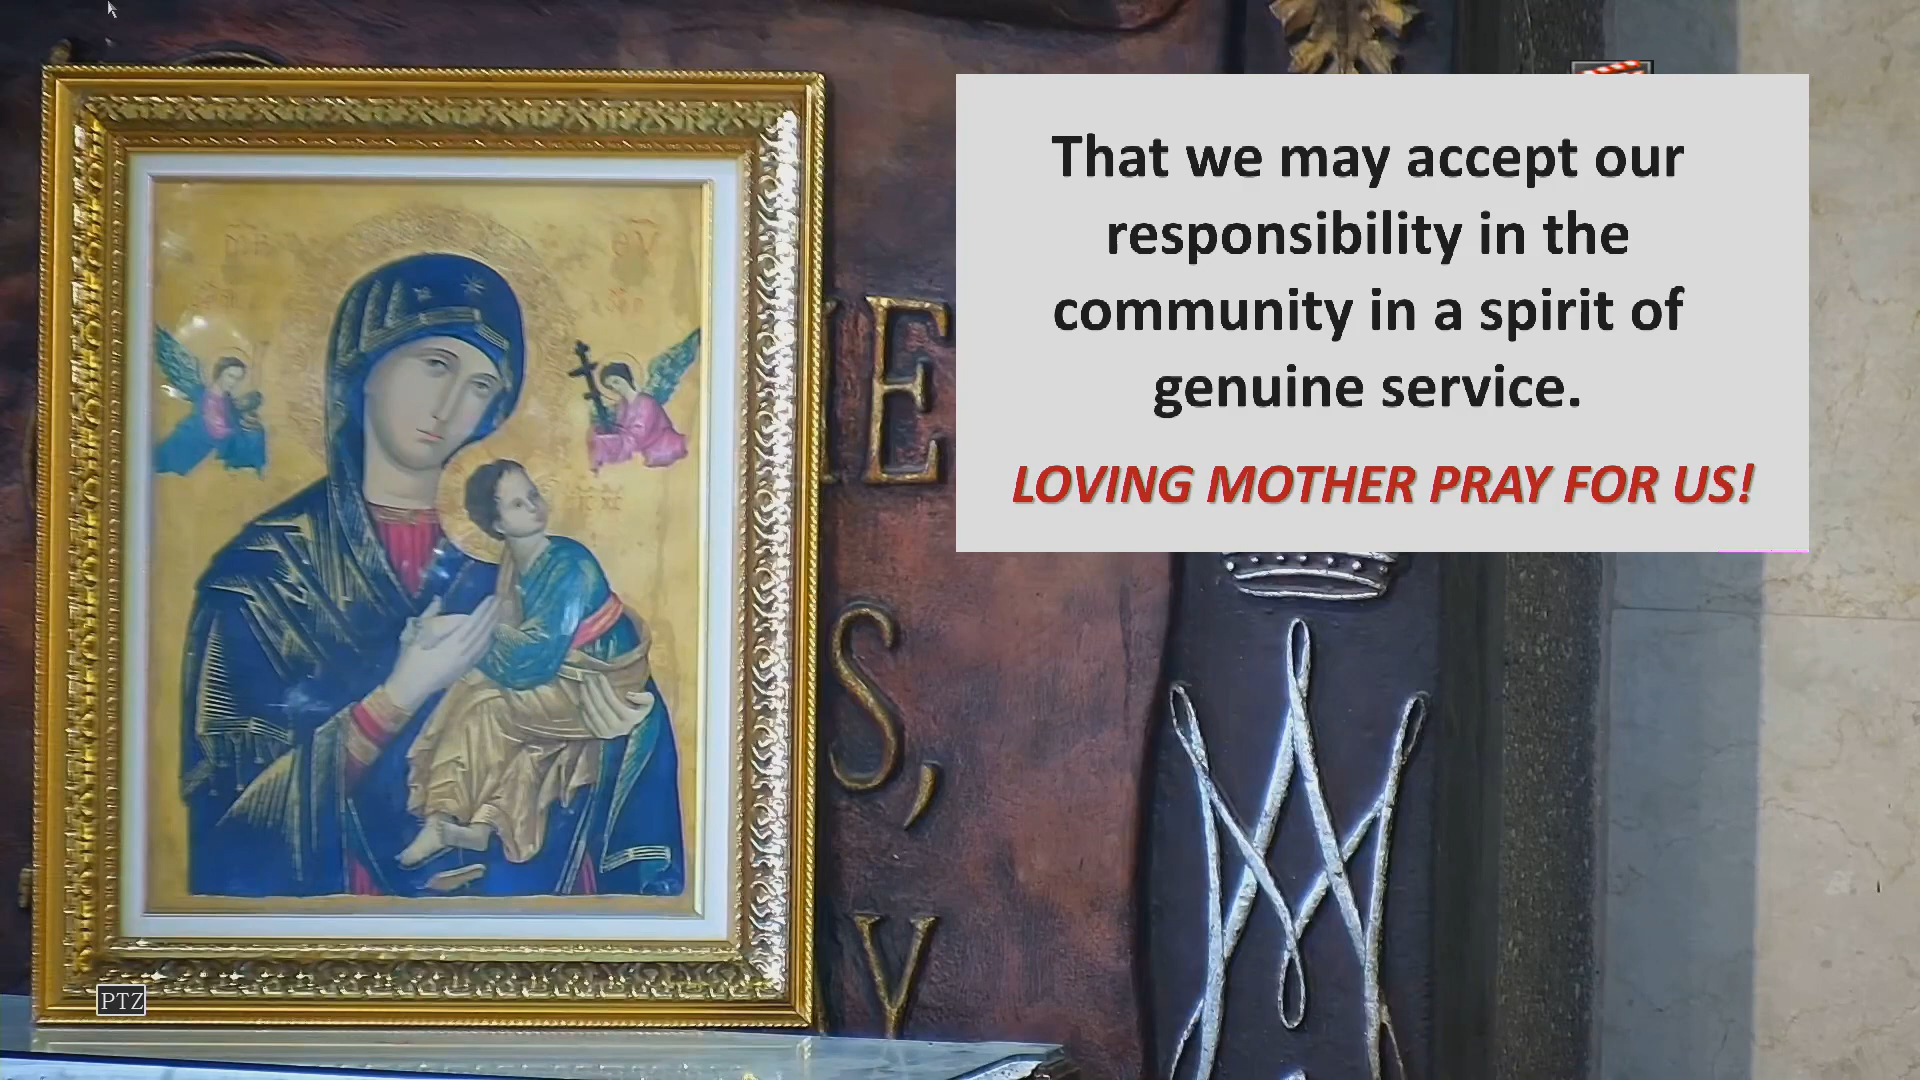 That we may accept our
responsibility in the
community in a spirit of
genuine service.
LOVING MOTHER PRAY FOR US!
E
S,
Y
PTZ